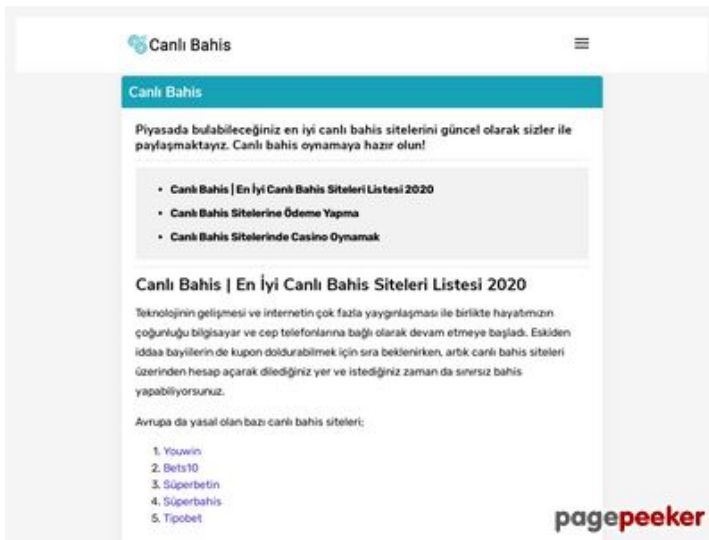 Canlı Bahis
Canlı Bahis
Piyasada bulabileceğiniz en iyi canlı bahis sitelerini güncel olarak sizler ile
paylaşmaktayız. Canlı bahis oynamaya hazır olun!
• Canlı Bahis | En İyi Canlı Bahis Siteleri Listesi 2020
• Canlı Bahis Sitelerine Ödeme Yapma
• Canlı Bahis Sitelerinde Casino Oynamak
Canlı Bahis | En İyi Canlı Bahis Siteleri Listesi 2020
Teknolojinin gelişmesi ve internetin çok fazla yaygınlaşması ile birlikte hayatımızın
çoğunluğu bilgisayar ve cep telefonlarına bağlı olarak devam etmeye başladı. Eskiden
iddaa bayiilerin de kupon doldurabilmek için sıra beklenirken, artık canlı bahis siteleri
üzerinden hesap açarak dilediğiniz yer ve istediğiniz zaman da sınırsız bahis
yapabiliyorsunuz.
Avrupa da yasal olan bazı canlı bahis siteleri;
1. Youwin
2. Bets10
3. Süperbetin
4. Süperbahis
5. Tipobet
pagepeeker